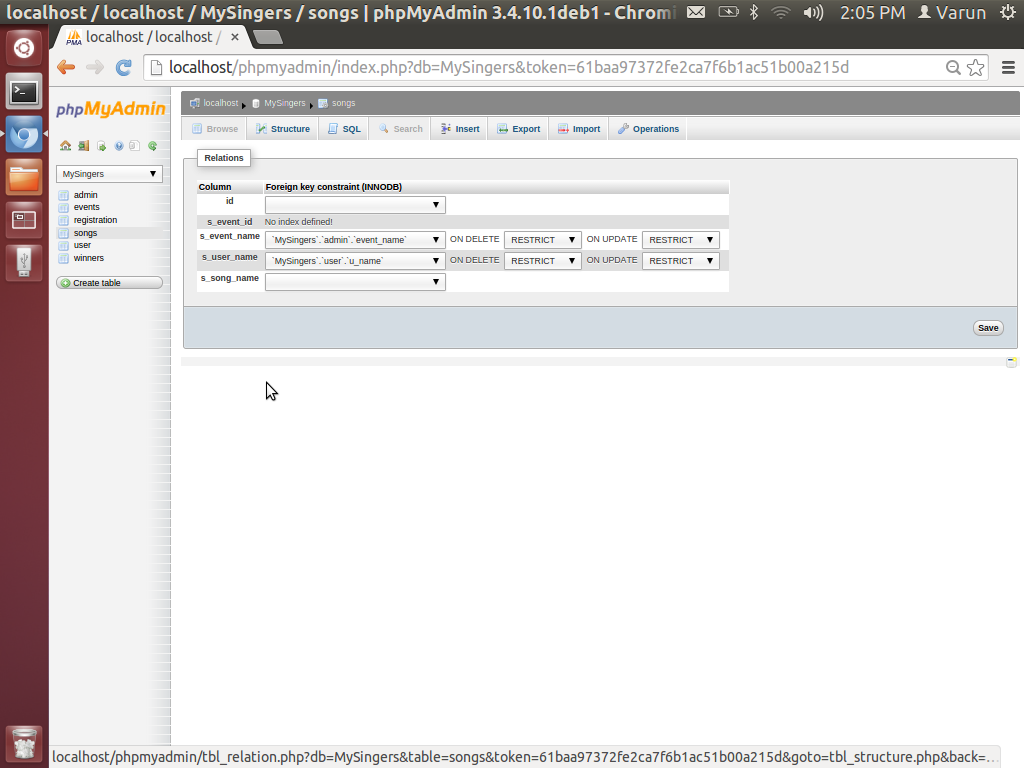 localhost / localhost / MySingers / songs | phpMyAdmin 3.4.10.1deb1 - Chromi 2:05 PM Varun
PMA localhost / localhost / ×
localhost/phpmyadmin/index.php?db=MySingers&token=61baa97372fe2ca7f6b1ac51b00a215d
phpMyAdmin
MySingers
admin
events
registration
songs
user
winners
Create table
localhost MySingers songs
Browse Structure SQL Search Insert Export Import Operations
Relations
Column Foreign key constraint (INNODB)
id
s_event_id No index defined!
s_event_name `MySingers`.`admin`.`event_name` ON DELETE RESTRICT ON UPDATE RESTRICT
s_user_name `MySingers`.`user`.`u_name` ON DELETE RESTRICT ON UPDATE RESTRICT
s_song_name
Save
localhost/phpmyadmin/tbl_relation.php?db=MySingers&table=songs&token=61baa97372fe2ca7f6b1ac51b00a215d&goto=tbl_structure.php&back=...